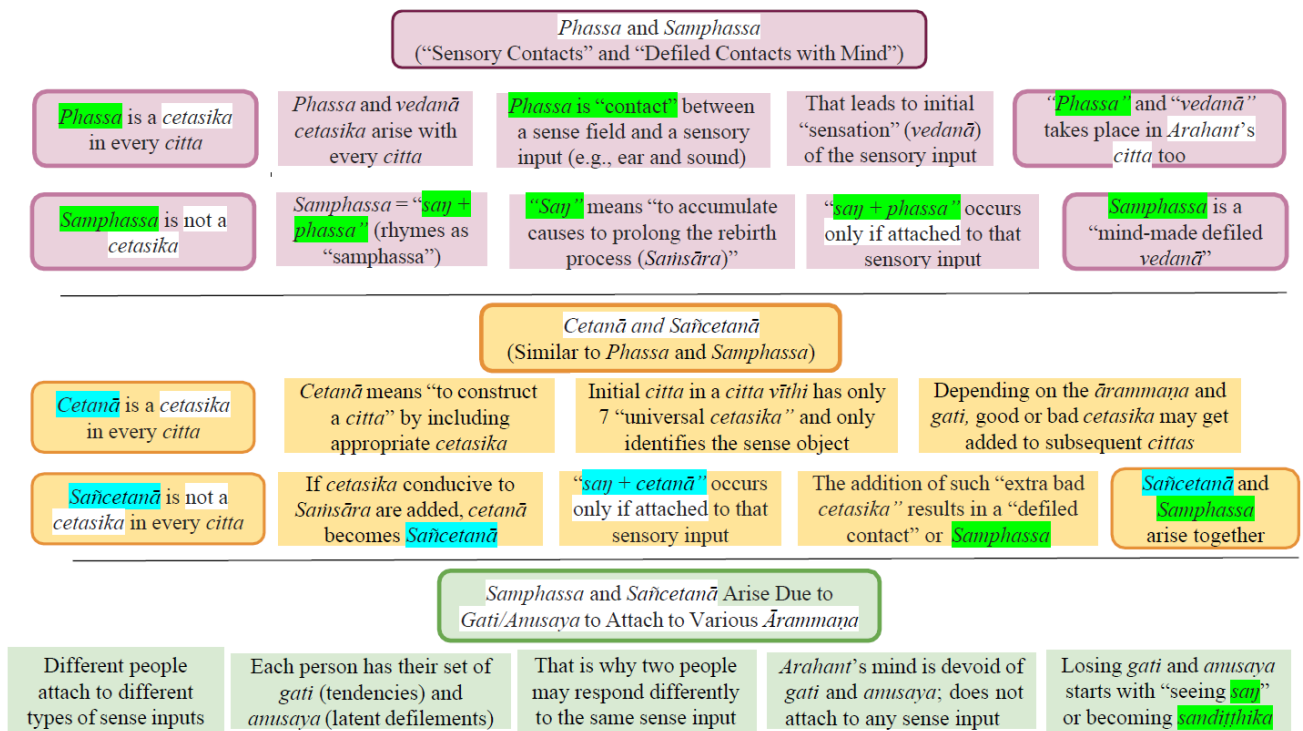 Phassa and Samphassa
(“Sensory Contacts” and “Defiled Contacts with Mind”)
Phassa is a cetasika
in every citta
Phassa and vedanā
cetasika arise with
every citta
Phassa is “contact” between
a sense field and a sensory
input (e.g., ear and sound)
That leads to initial
“sensation” (vedanā)
of the sensory input
“Phassa” and “vedanā”
takes place in Arahant’s
citta too
Samphassa is not a
cetasika
Samphassa = “saŋ +
phassa” (rhymes as
“samphassa”)
“Saŋ” means “to accumulate
causes to prolong the rebirth
process (Saṁsāra)”
“saŋ + phassa” occurs
only if attached to that
sensory input
Samphassa is a
“mind-made defiled
vedanā”
Cetanā and Sañcetanā
(Similar to Phassa and Samphassa)
Cetanā is a cetasika
in every citta
Cetanā means “to construct
a citta” by including
appropriate cetasika
Initial citta in a citta vīthi has only
7 “universal cetasika” and only
identifies the sense object
Depending on the ārammaṇa and
gati, good or bad cetasika may get
added to subsequent cittas
Sañcetanā is not a
cetasika in every citta
If cetasika conducive to
Saṁsāra are added, cetanā
becomes Sañcetanā
“saŋ + cetanā” occurs
only if attached to that
sensory input
The addition of such “extra bad
cetasika” results in a “defiled
contact” or Samphassa
Sañcetanā and
Samphassa
arise together
Samphassa and Sañcetanā Arise Due to
Gati/Anusaya to Attach to Various Ārammaṇa
Different people
attach to different
types of sense inputs
Each person has their set of
gati (tendencies) and
anusaya (latent defilements)
That is why two people
may respond differently
to the same sense input
Arahant’s mind is devoid of
gati and anusaya; does not
attach to any sense input
Losing gati and anusaya
starts with “seeing saŋ”
or becoming sandiṭṭhika